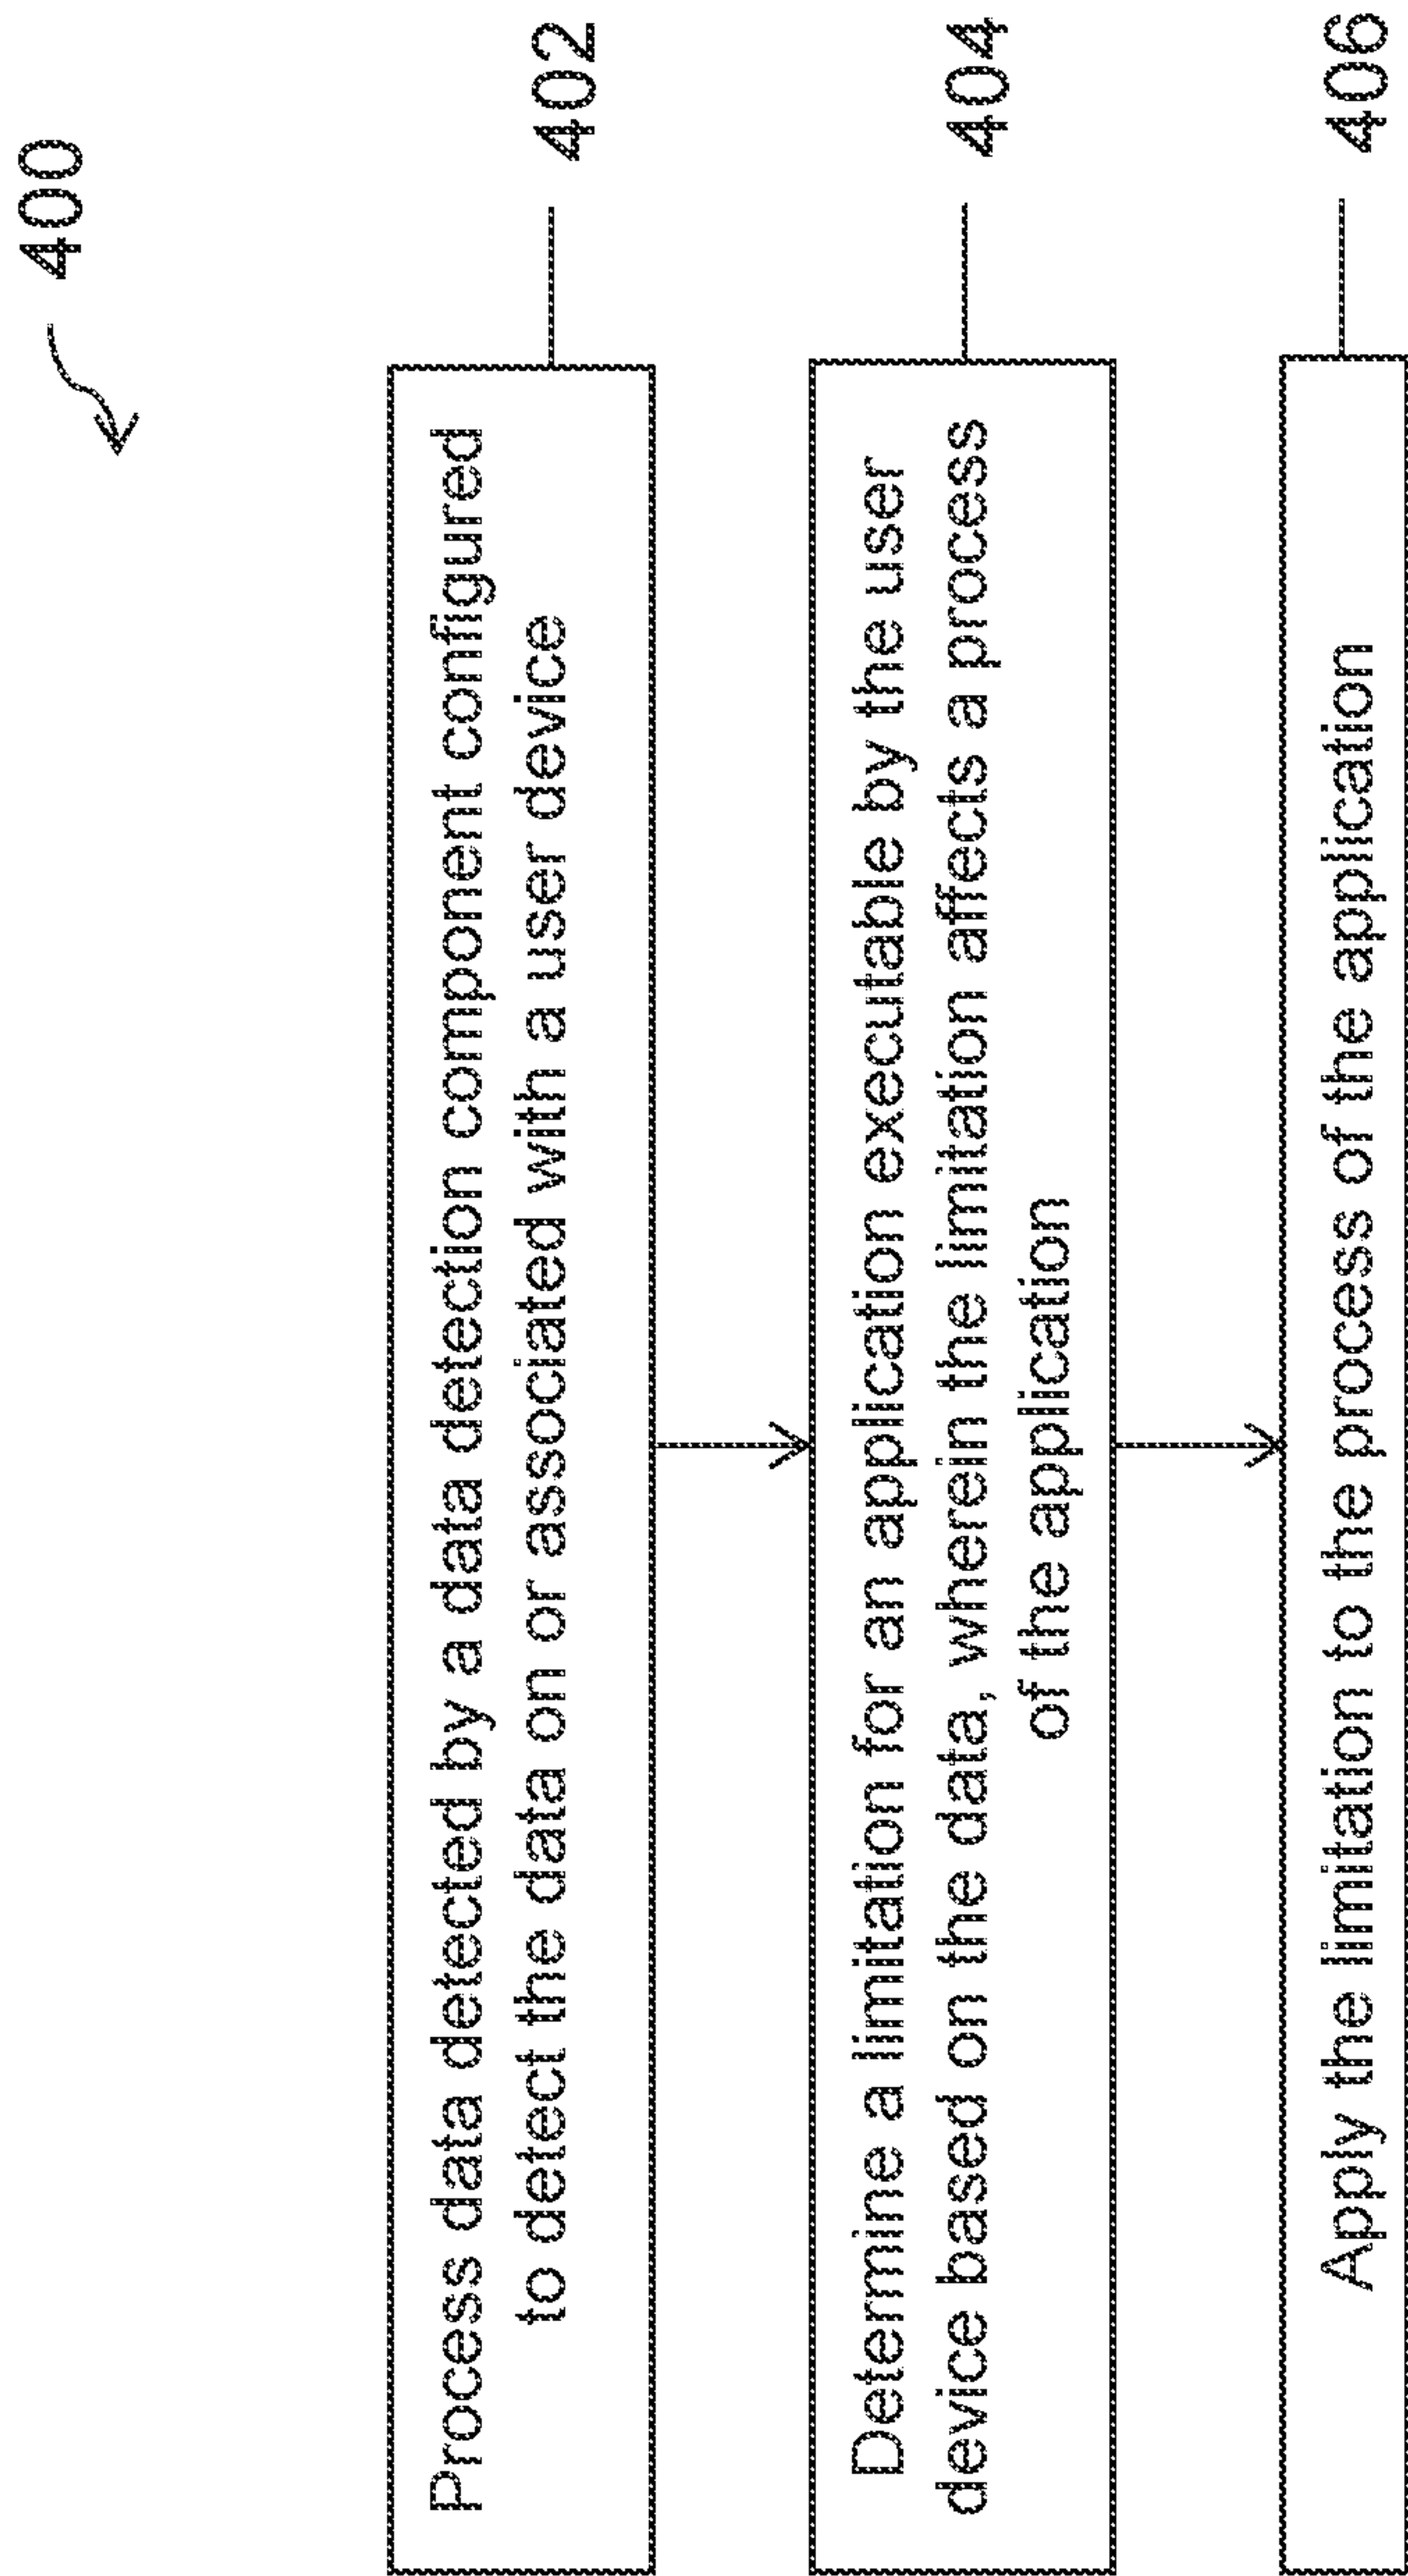 400
Process data detected by a data detection component configured
to detect the data on or associated with a user device
402
Determine a limitation for an application executable by the user
device based on the data, wherein the limitation affects a process
of the application
404
Apply the limitation to the process of the application
406